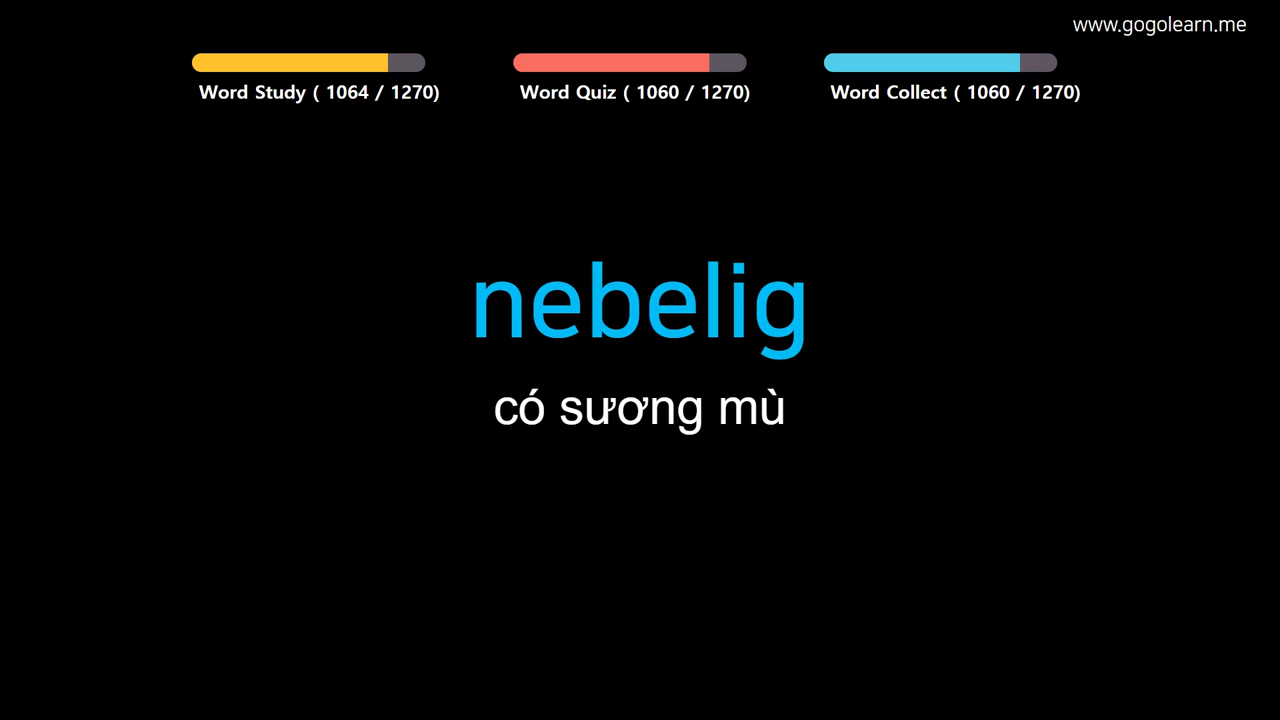 www.gogolearn.me
Word Study ( 1064 / 1270)
Word Quiz ( 1060 / 1270)
Word Collect ( 1060 / 1270)
nebelig
có sương mù